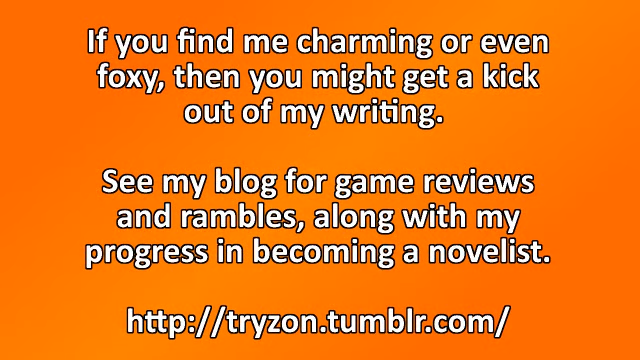 If you find me charming or even
foxy, then you might get a kick
out of my writing.
See my blog for game reviews
and rambles, along with my
progress in becoming a novelist.
http://tryzon.tumblr.com/